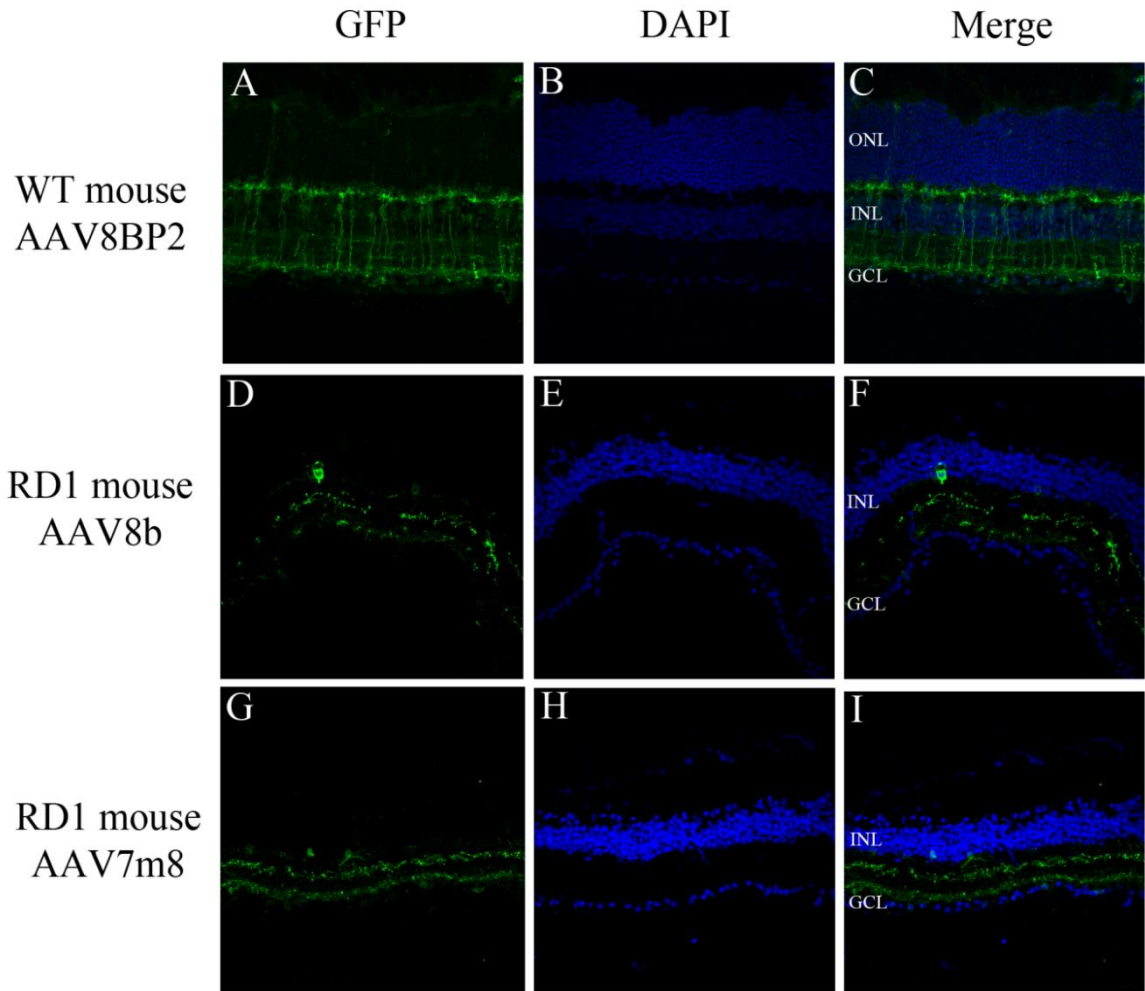 GFP DAPI Merge
WT mouse
AAV8BP2
A B C
ONL
INL
GCL
RD1 mouse
AAV8b
D E F
INL
GCL
RD1 mouse
AAV7m8
G H I
INL
GCL